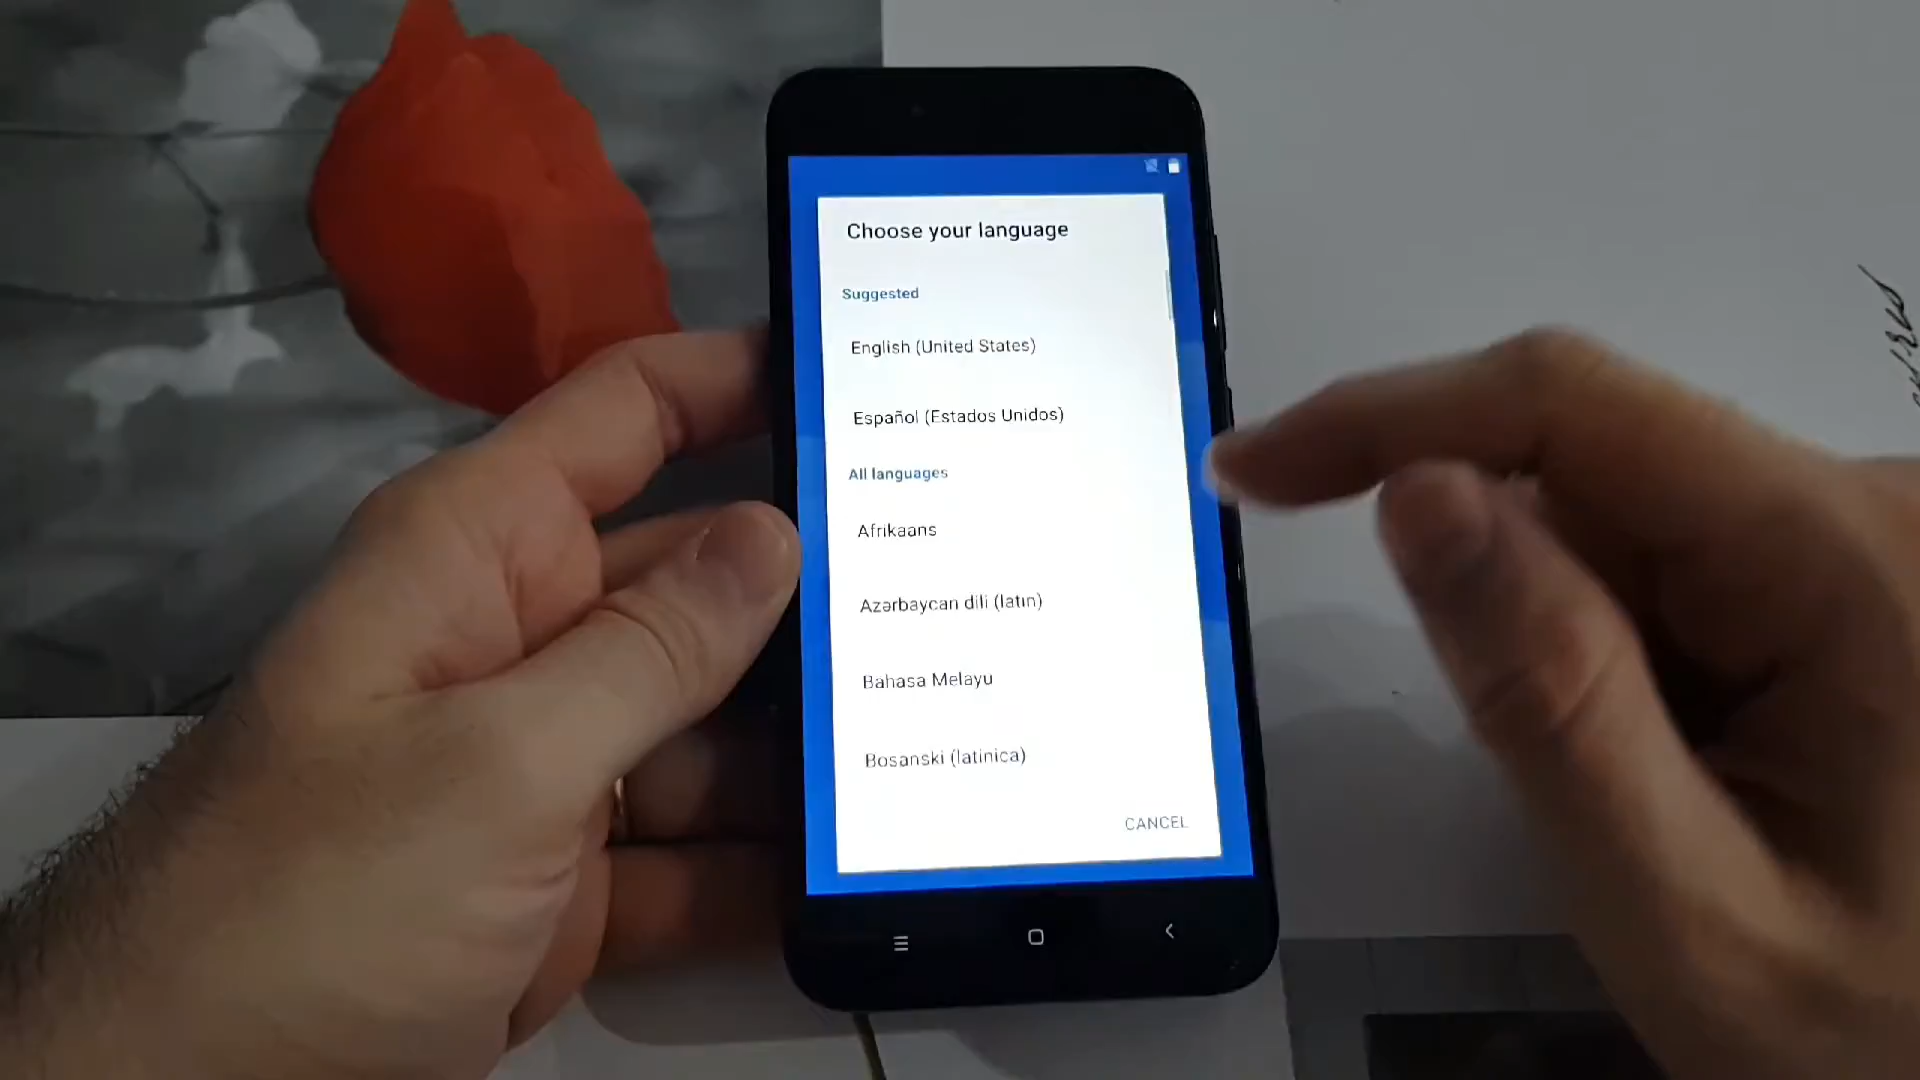 Choose your language
Suggested
English (United States)
Español (Estados Unidos)
All languages
Afrikaans
Azərbaycan dili (latın)
Bahasa Melayu
Bosanski (latinica)
CANCEL